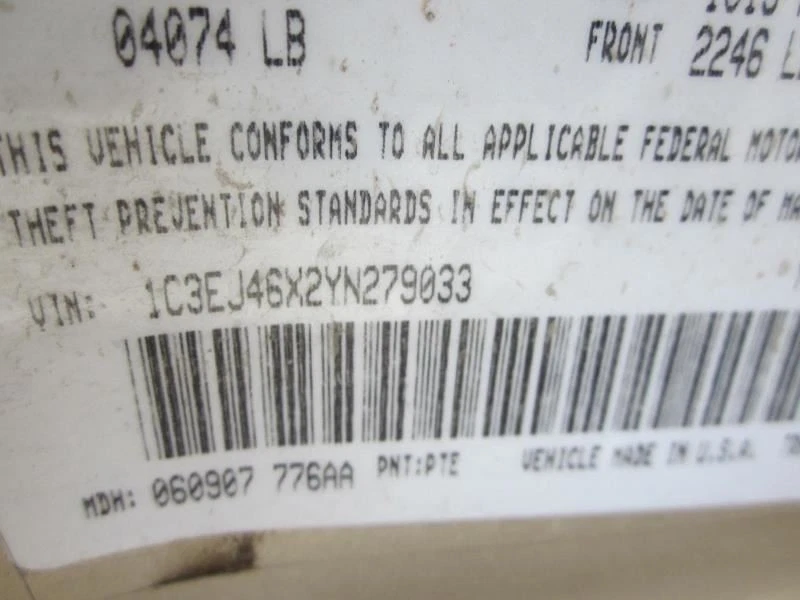 04074 LB FRONT 2246
THIS VEHICLE CONFORMS TO ALL APPLICABLE FEDERAL MOTOR
THEFT PREVENTION STANDARDS IN EFFECT ON THE DATE OF
VIN: 1C3EJ46X2YN279033
MDH: 060907 776AA PNT:PTE VEHICLE MADE IN U.S.A.